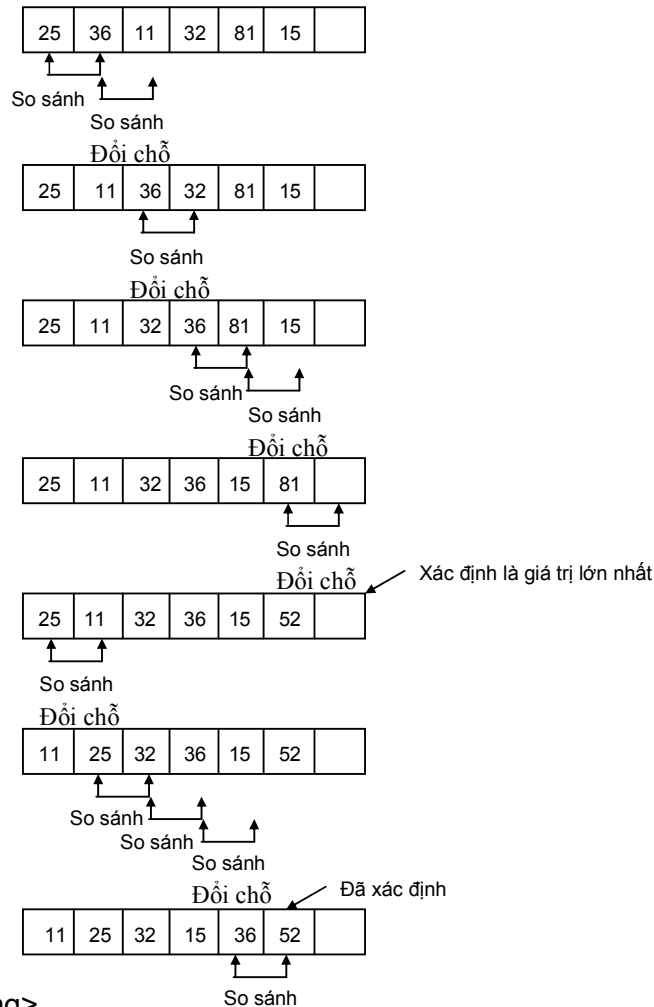 25 36 11 32 81 15
So sánh
So sánh
Đổi chỗ
25 11 36 32 81 15
So sánh
Đổi chỗ
25 11 32 36 81 15
So sánh
So sánh
Đổi chỗ
25 11 32 36 15 81
So sánh
Đổi chỗ
Xác định là giá trị lớn nhất
25 11 32 36 15 52
So sánh
Đổi chỗ
11 25 32 36 15 52
So sánh
So sánh
So sánh
Đổi chỗ
Đã xác định
11 25 32 15 36 52
So sánh